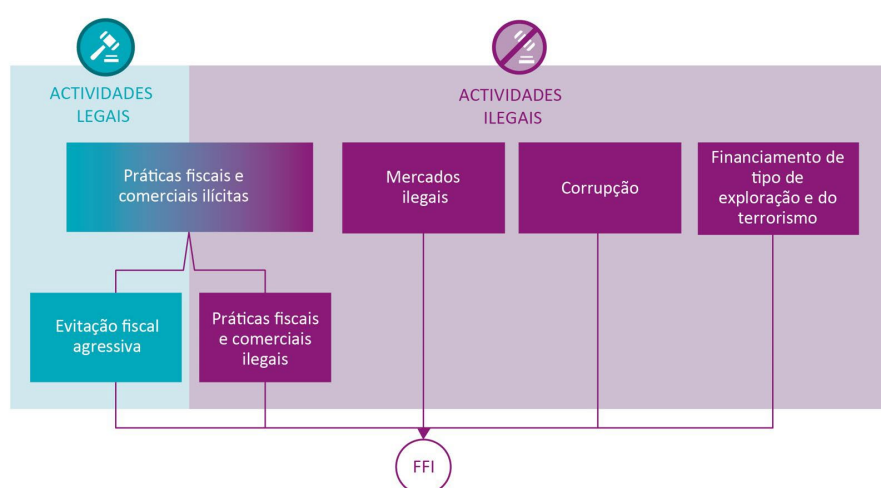 ACTIVIDADES
LEGAIS
ACTIVIDADES
ILEGAIS
Práticas fiscais e
comerciais ilícitas
Mercados
ilegais
Corrupção
Financiamento de
tipo de
exploração e do
terrorismo
Evitação fiscal
agressiva
Práticas fiscais
e comerciais
ilegais
FFI